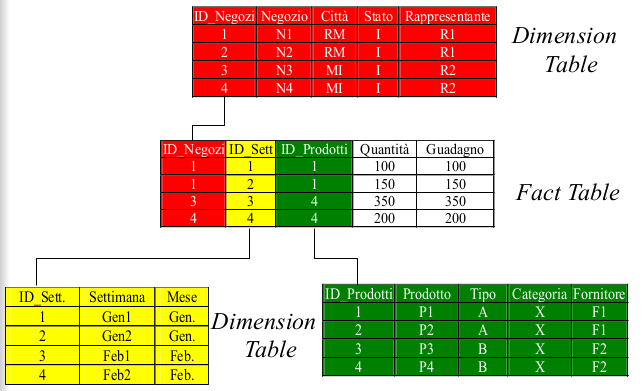 ID_Negozi Negozio Città Stato Rappresentante
1 N1 RM I R1
2 N2 RM I R1
3 N3 MI I R2
4 N4 MI I R2
Dimension
Table
ID_Negozi ID_Sett ID_Prodotti Quantità Guadagno
1 1 1 100 100
1 2 1 150 150
3 3 4 350 350
4 4 4 200 200
Fact Table
ID_Sett. Settimana Mese
1 Gen1 Gen.
2 Gen2 Gen.
3 Feb1 Feb.
4 Feb2 Feb.
Dimension
Table
ID_Prodotti Prodotto Tipo Categoria Fornitore
1 P1 A X F1
2 P2 A X F1
3 P3 B X F2
4 P4 B X F2